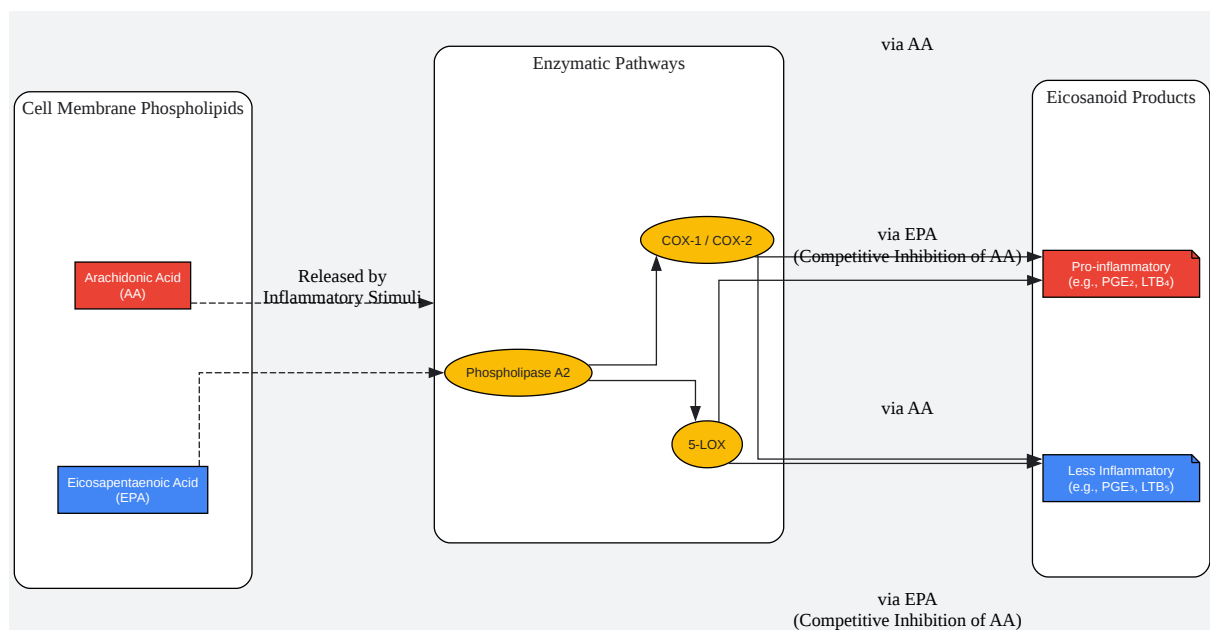 via AA
Enzymatic Pathways
Cell Membrane Phospholipids
Eicosanoid Products
COX-1 / COX-2
via EPA
(Competitive Inhibition of AA)
Arachidonic Acid
(AA)
Released by
Inflammatory Stimuli
Pro-inflammatory
(e.g., PGE₂, LTB₄)
Phospholipase A2
via AA
5-LOX
Eicosapentaenoic Acid
(EPA)
Less Inflammatory
(e.g., PGE₃, LTB₅)
via EPA
(Competitive Inhibition of AA)